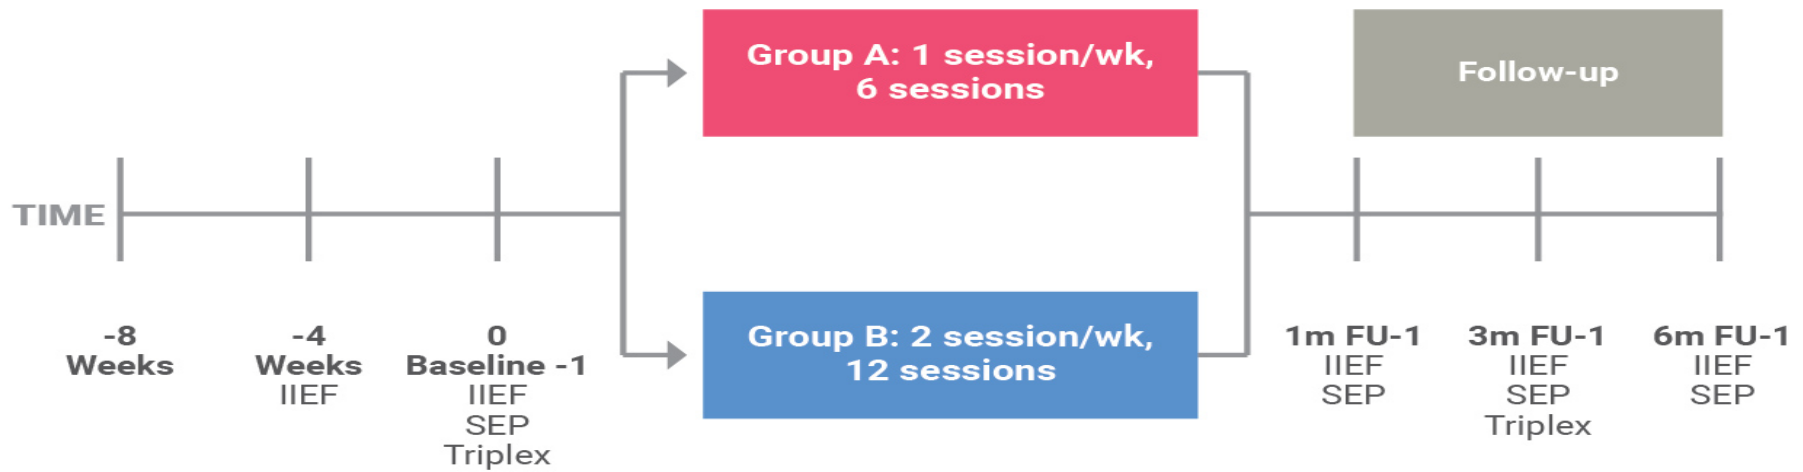 Group A: 1 session/wk,
6 sessions
Follow-up
TIME
-8
Weeks
-4
Weeks
IIEF
0
Baseline -1
IIEF
SEP
Triplex
Group B: 2 session/wk,
12 sessions
1m FU-1
IIEF
SEP
3m FU-1
IIEF
SEP
Triplex
6m FU-1
IIEF
SEP